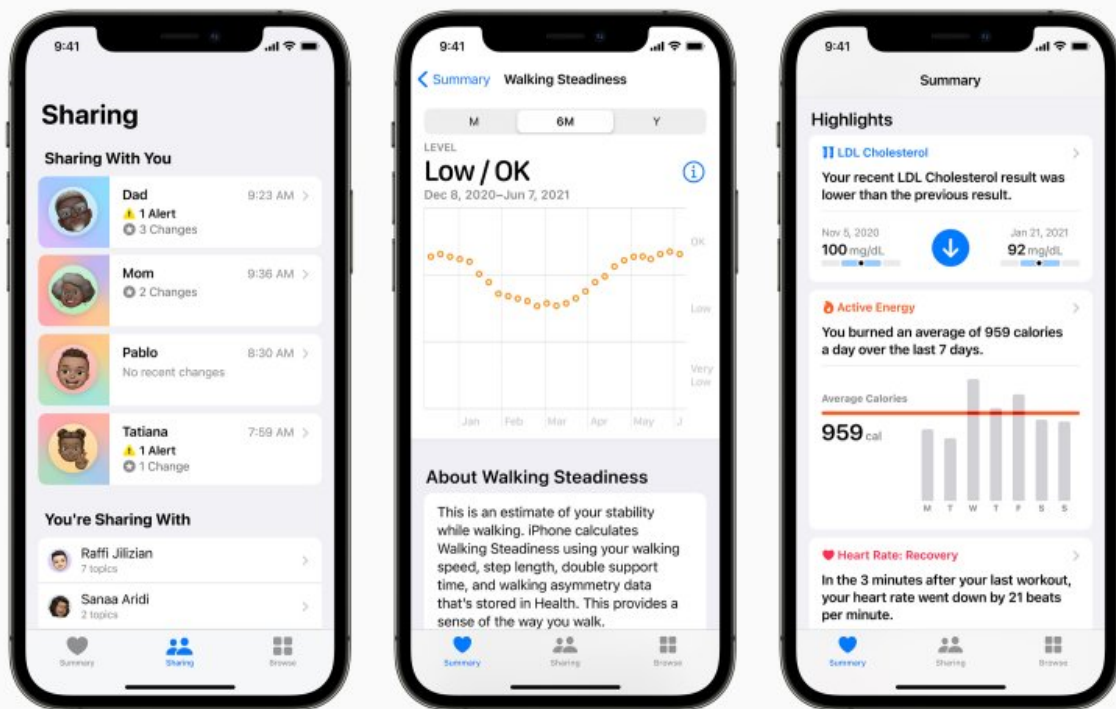 9:41
Sharing
Sharing With You
Dad
9:23 AM
1 Alert
3 Changes
Mom
9:36 AM
2 Changes
Pablo
8:30 AM
No recent changes
Tatiana
7:59 AM
1 Alert
1 Change
You're Sharing With
Raffi Jilizian
7 topics
Sanaa Aridi
2 topics
Summary
Sharing
Browse
9:41
Summary
Walking Steadiness
M
6M
Y
LEVEL
Low / OK
Dec 8, 2020–Jun 7, 2021
OK
Low
Very
Low
Jan
Feb
Mar
Apr
May
J
About Walking Steadiness
This is an estimate of your stability
while walking. iPhone calculates
Walking Steadiness using your walking
speed, step length, double support
time, and walking asymmetry data
that's stored in Health. This provides a
sense of the way you walk.
Summary
Sharing
Browse
9:41
Summary
Highlights
LDL Cholesterol
Your recent LDL Cholesterol result was
lower than the previous result.
Nov 5, 2020
100 mg/dL
Jan 21, 2021
92 mg/dL
Active Energy
You burned an average of 959 calories
a day over the last 7 days.
Average Calories
959 cal
M T W T F S S
Heart Rate: Recovery
In the 3 minutes after your last workout,
your heart rate went down by 21 beats
per minute.
Summary
Sharing
Browse